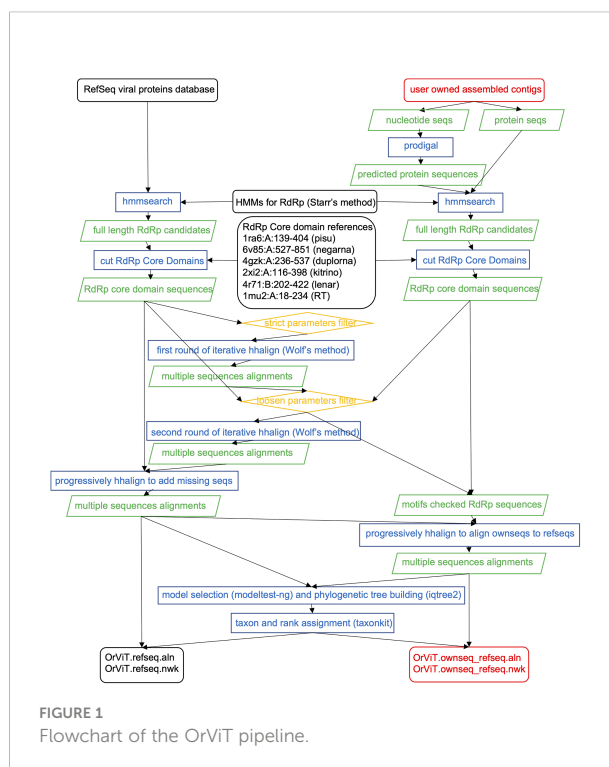 RefSeq viral proteins database
user owned assembled contigs
nucleotide seqs
protein seqs
prodigal
predicted protein sequences
hmmsearch
HMMs for RdRp (Starr's method)
hmmsearch
full length RdRp candidates
RdRp Core domain references
1ra6:A:139-404 (pisu)
6v85:A:527-851 (negarna)
4gzk:A:236-537 (duplorna)
2xi2:A:116-398 (kitrino)
4r71:B:202-422 (lenar)
1mu2:A:18-234 (RT)
full length RdRp candidates
cut RdRp Core Domains
cut RdRp Core Domains
RdRp core domain sequences
RdRp core domain sequences
strict parameters filter
first round of iterative hhalign (Wolf's method)
multiple sequences alignments
loosen parameters filter
second round of iterative hhalign (Wolf's method)
multiple sequences alignments
progressively hhalign to add missing seqs
multiple sequences alignments
motifs checked RdRp sequences
progressively hhalign to align ownseqs to refseqs
multiple sequences alignments
model selection (modeltest-ng) and phylogenetic tree building (iqtree2)
taxon and rank assignment (taxonkit)
OrViT.refseq.aln
OrViT.refseq.nwk
OrViT.ownseq_refseq.aln
OrViT.ownseq_refseq.nwk
FIGURE 1
Flowchart of the OrViT pipeline.